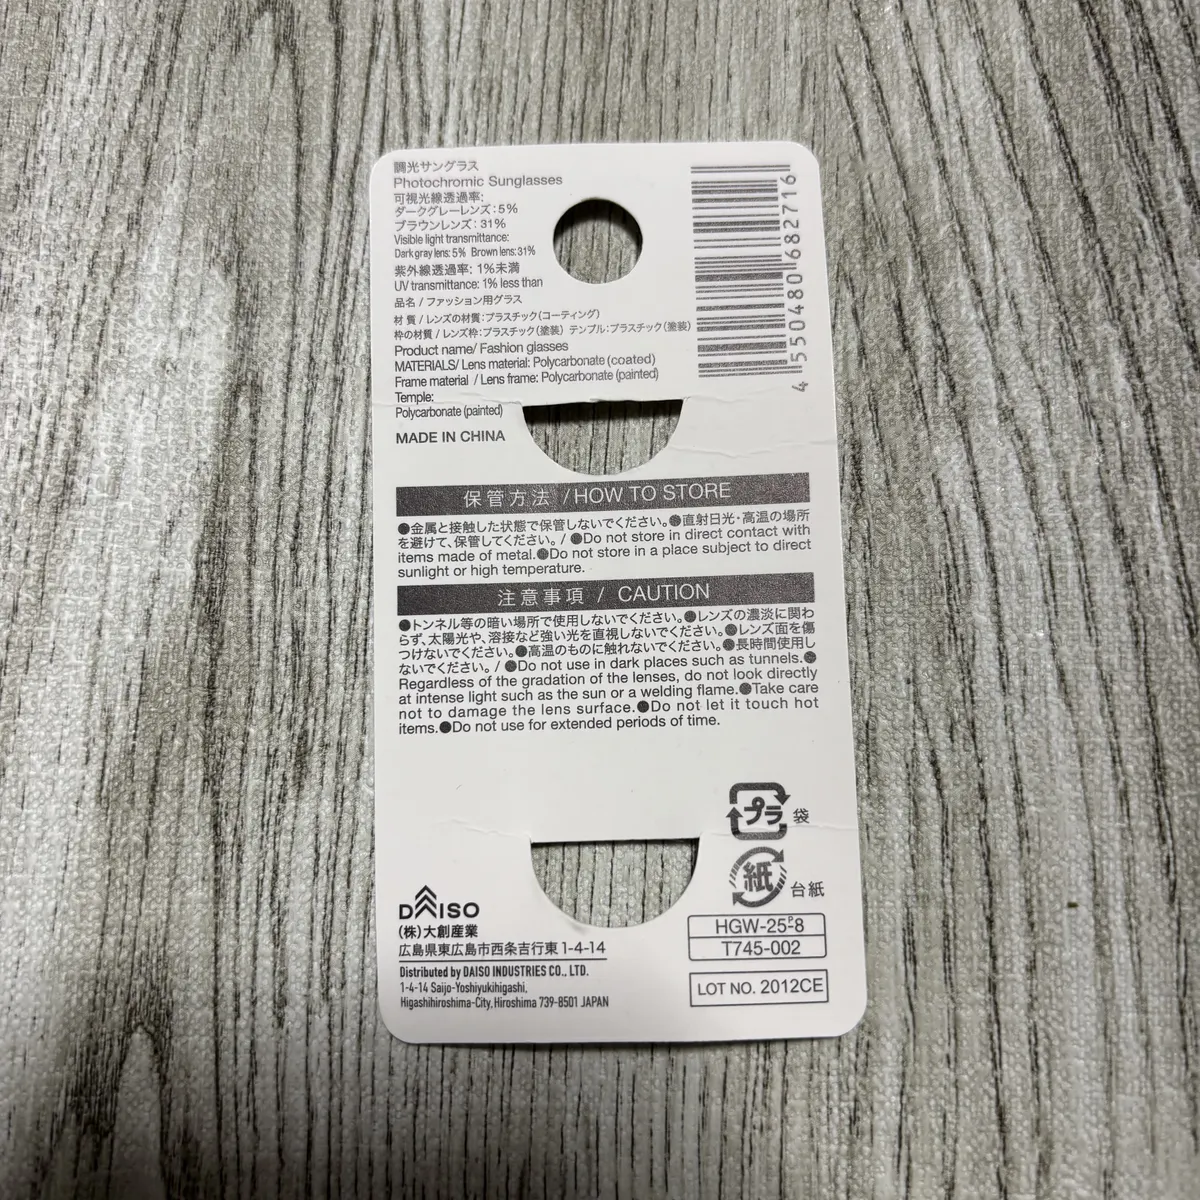 調光サングラス
Photochromic Sunglasses
可視光線透過率:
ダークグレーレンズ:5%
ブラウンレンズ:31%
Visible light transmittance:
Dark gray lens: 5% Brown lens: 31%
紫外線透過率: 1%未満
UV transmittance: 1% less than
品名 / ファッション用グラス
材 質 / レンズの材質:プラスチック(コーティング)
枠の材質 / レンズ枠:プラスチック(塗装) テンプル:プラスチック(塗装)
Product name/ Fashion glasses
MATERIALS/ Lens material: Polycarbonate (coated)
Frame material / Lens frame: Polycarbonate (painted)
Temple:
Polycarbonate (painted)
MADE IN CHINA
4 550480 682716
保管方法 / HOW TO STORE
●金属と接触した状態で保管しないでください。●直射日光・高温の場所
を避けて、保管してください。/ ●Do not store in direct contact with
items made of metal.●Do not store in a place subject to direct
sunlight or high temperature.
注意事項 / CAUTION
●トンネル等の暗い場所で使用しないでください。●レンズの濃淡に関わ
らず、太陽光や、溶接など強い光を直視しないでください。●レンズ面を傷
つけないでください。●高温のものに触れないでください。●長時間使用し
ないでください。/ ●Do not use in dark places such as tunnels.●
Regardless of the gradation of the lenses, do not look directly
at intense light such as the sun or a welding flame.●Take care
not to damage the lens surface.●Do not let it touch hot
items.●Do not use for extended periods of time.
プラ 袋
紙 台紙
DAISO
(株)大創産業
広島県東広島市西条吉行東1-4-14
Distributed by DAISO INDUSTRIES CO., LTD.
1-4-14 Saijo-Yoshiyukihigashi,
Higashihiroshima-City, Hiroshima 739-8501 JAPAN
HGW-25-P-8
T745-002
LOT NO. 2012CE